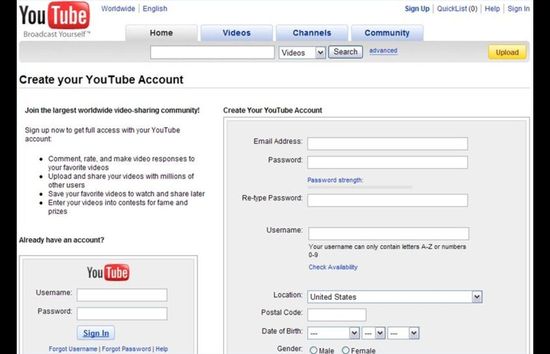 YouTube
Broadcast Yourself™
Worldwide | English
Sign Up | QuickList (0) | Help | Sign In
Home Videos Channels Community
Videos Search advanced Upload
Create your YouTube Account
Join the largest worldwide video-sharing community!
Sign up now to get full access with your YouTube
account:
• Comment, rate, and make video responses to
your favorite videos
• Upload and share your videos with millions of
other users
• Save your favorite videos to watch and share later
• Enter your videos into contests for fame and
prizes
Already have an account?
YouTube
Username:
Password:
Sign In
Forgot Username | Forgot Password | Help
Create Your YouTube Account
Email Address:
Password:
Password strength:
Re-type Password:
Username:
Your username can only contain letters A-Z or numbers
0-9
Check Availability
Location: United States
Postal Code:
Date of Birth: --- --- ---
Gender: Male Female